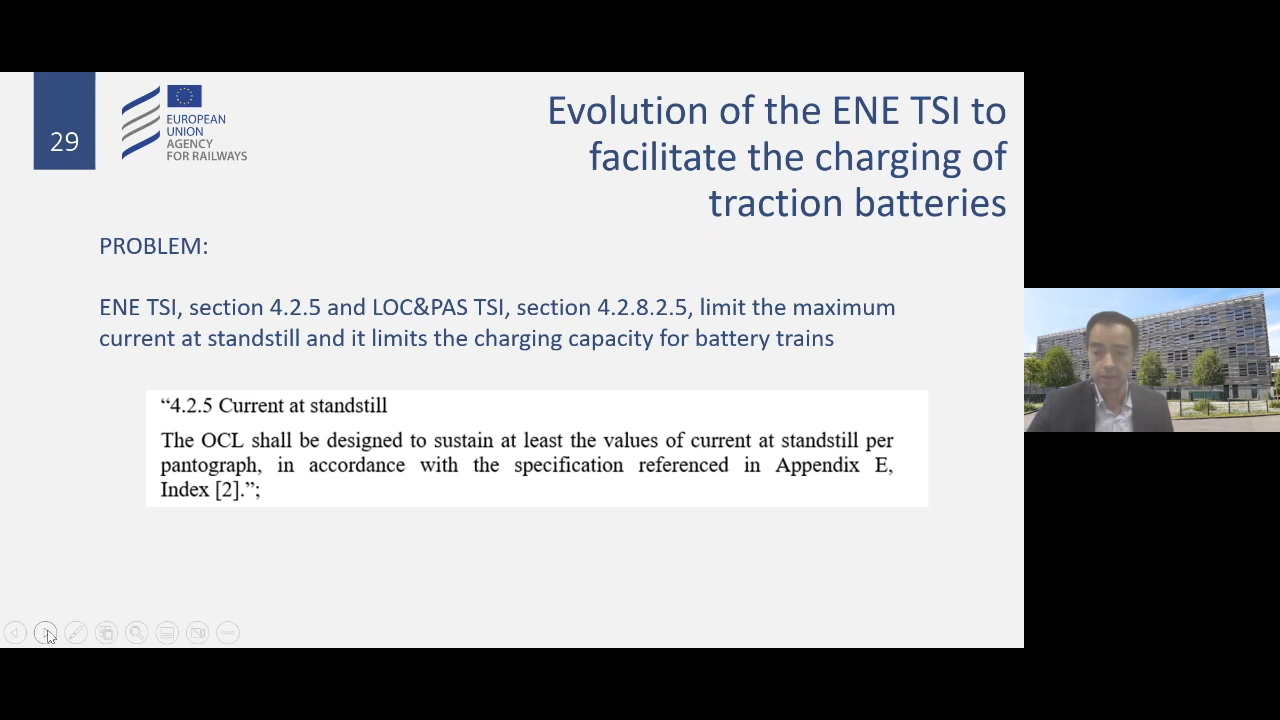 29
EUROPEAN
UNION
AGENCY
FOR RAILWAYS
Evolution of the ENE TSI to
facilitate the charging of
traction batteries
PROBLEM:
ENE TSI, section 4.2.5 and LOC&PAS TSI, section 4.2.8.2.5, limit the maximum
current at standstill and it limits the charging capacity for battery trains
“4.2.5 Current at standstill
The OCL shall be designed to sustain at least the values of current at standstill per
pantograph, in accordance with the specification referenced in Appendix E,
Index [2].”;